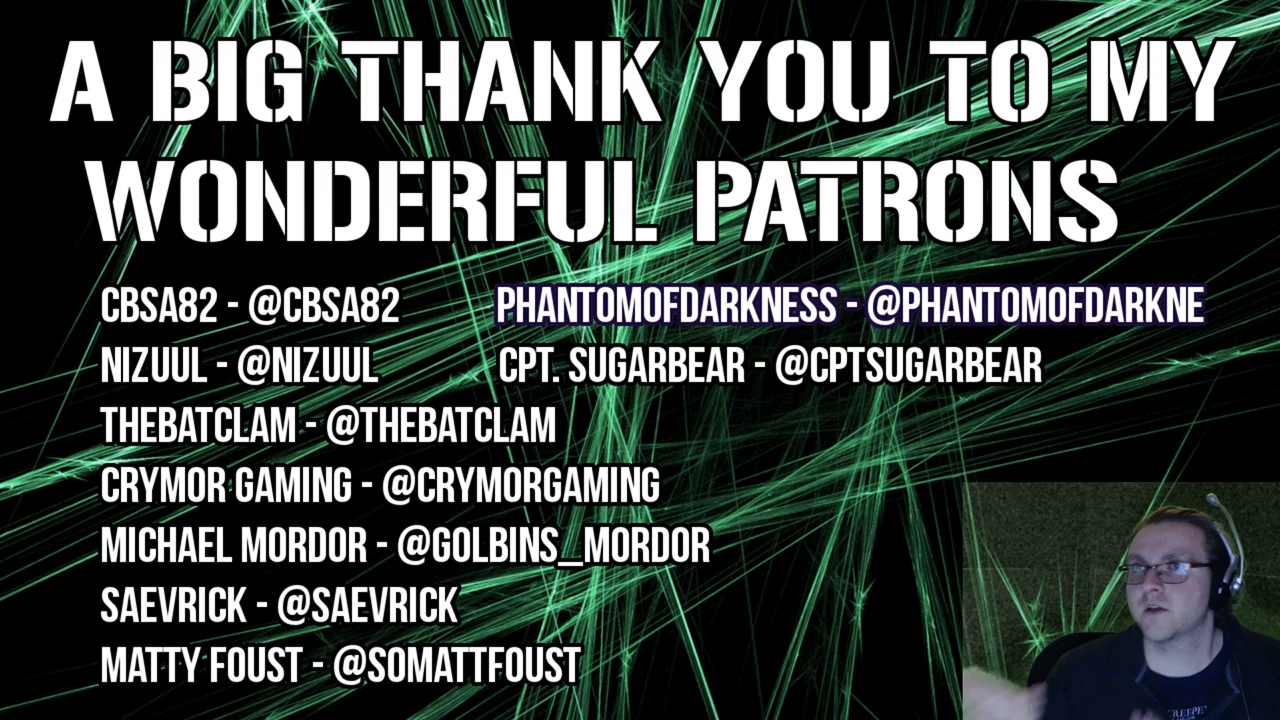 A BIG THANK YOU TO MY
WONDERFUL PATRONS
CBSA82 - @CBSA82
NIZUUL - @NIZUUL
THEBATCLAM - @THEBATCLAM
CRYMOR GAMING - @CRYMORGAMING
MICHAEL MORDOR - @GOLBINS_MORDOR
SAEVRICK - @SAEVRICK
MATTY FOUST - @SOMATTFOUST
PHANTOMOFDARKNESS - @PHANTOMOFDARKNE
CPT. SUGARBEAR - @CPTSUGARBEAR